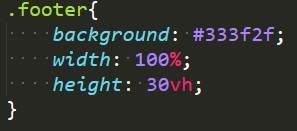 .footer{
    background: #333f2f;
    width: 100%;
    height: 30vh;
}